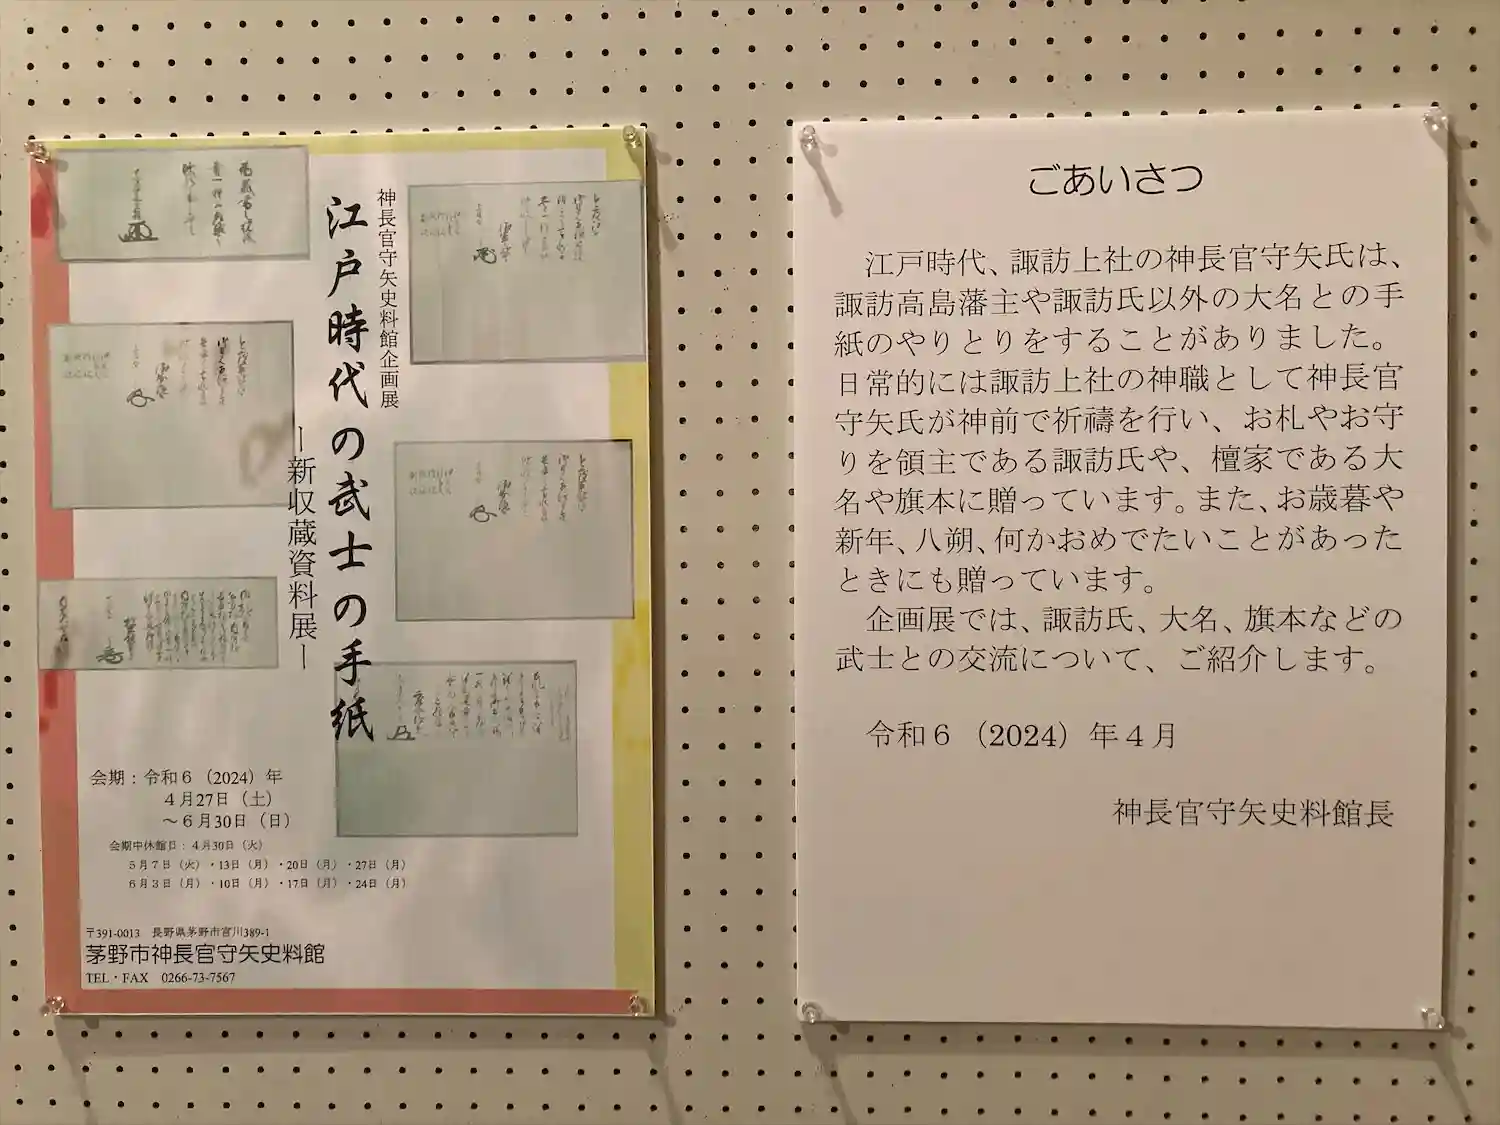 神長官守矢史料館企画展
江戸時代の武士の手紙
―新収蔵資料展―
会期：令和６（2024）年
４月27日（土）
～６月30日（日）
会期中休館日：４月30日（火）
５月７日（火）・13日（月）・20日（月）・27日（月）
６月３日（月）・10日（月）・17日（月）・24日（月）
〒391-0013　長野県茅野市宮川389-1
茅野市神長官守矢史料館
TEL・FAX　0266-73-7567
ごあいさつ
江戸時代、諏訪上社の神長官守矢氏は、
諏訪高島藩主や諏訪氏以外の大名との手
紙のやりとりをすることがありました。
日常的には諏訪上社の神職として神長官
守矢氏が神前で祈禱を行い、お札やお守
りを領主である諏訪氏や、檀家である大
名や旗本に贈っています。また、お歳暮や
新年、八朔、何かおめでたいことがあった
ときにも贈っています。
企画展では、諏訪氏、大名、旗本などの
武士との交流について、ご紹介します。
令和６（2024）年４月
神長官守矢史料館長